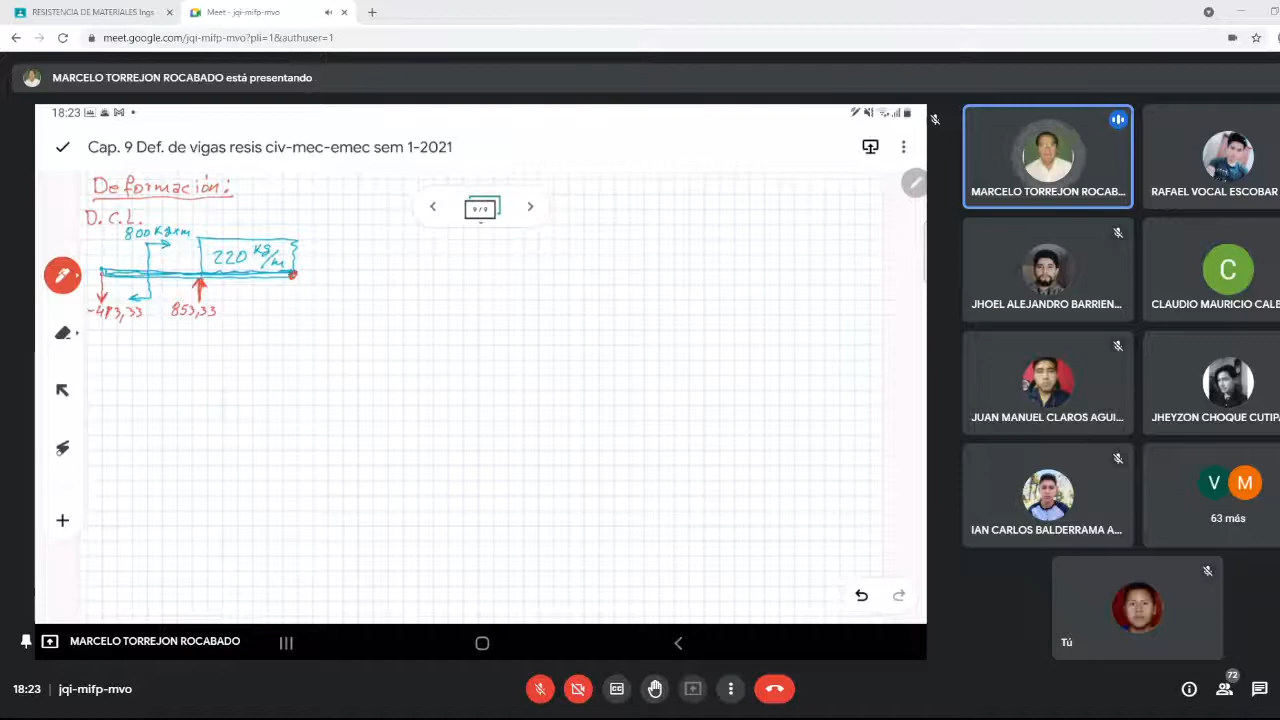 RESISTENCIA DE MATERIALES Ings
Meet - jqi-mifp-mvo
meet.google.com/jqi-mifp-mvo?pli=1&authuser=1
MARCELO TORREJON ROCABADO está presentando
18:23
Cap. 9 Def. de vigas resis civ-mec-emec sem 1-2021
Deformación:
9 / 9
D.C.L.
800 Kgxm
220 Kg/m
853,33
MARCELO TORREJON ROCAB...
RAFAEL VOCAL ESCOBAR
JHOEL ALEJANDRO BARRIEN...
C
CLAUDIO MAURICIO CALE
JUAN MANUEL CLAROS AGUI...
JHEYZON CHOQUE CUTIPA
IAN CARLOS BALDERRAMA A...
V M
63 más
Tú
MARCELO TORREJON ROCABADO
18:23 | jqi-mifp-mvo
72